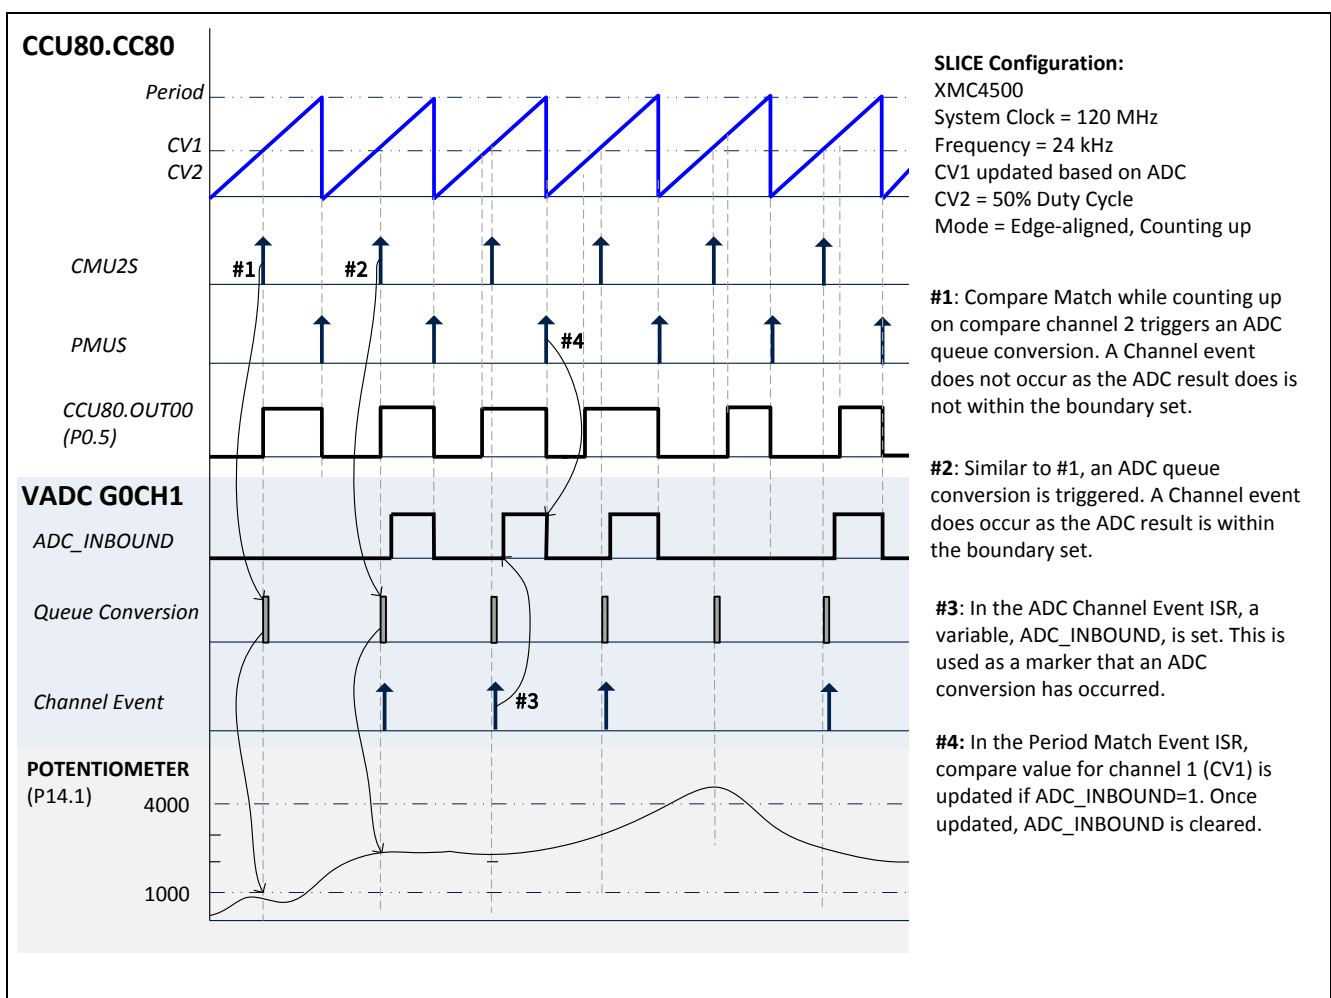 CCU80.CC80
Period
CV1
CV2
CMU2S
#1
#2
PMUS
#4
CCU80.OUT00
(P0.5)
VADC G0CH1
ADC_INBOUND
Queue Conversion
Channel Event
#3
POTENTIOMETER
(P14.1)
4000
1000
SLICE Configuration:
XMC4500
System Clock = 120 MHz
Frequency = 24 kHz
CV1 updated based on ADC
CV2 = 50% Duty Cycle
Mode = Edge-aligned, Counting up
#1: Compare Match while counting up
on compare channel 2 triggers an ADC
queue conversion. A Channel event
does not occur as the ADC result does is
not within the boundary set.
#2: Similar to #1, an ADC queue
conversion is triggered. A Channel event
does occur as the ADC result is within
the boundary set.
#3: In the ADC Channel Event ISR, a
variable, ADC_INBOUND, is set. This is
used as a marker that an ADC
conversion has occurred.
#4: In the Period Match Event ISR,
compare value for channel 1 (CV1) is
updated if ADC_INBOUND=1. Once
updated, ADC_INBOUND is cleared.